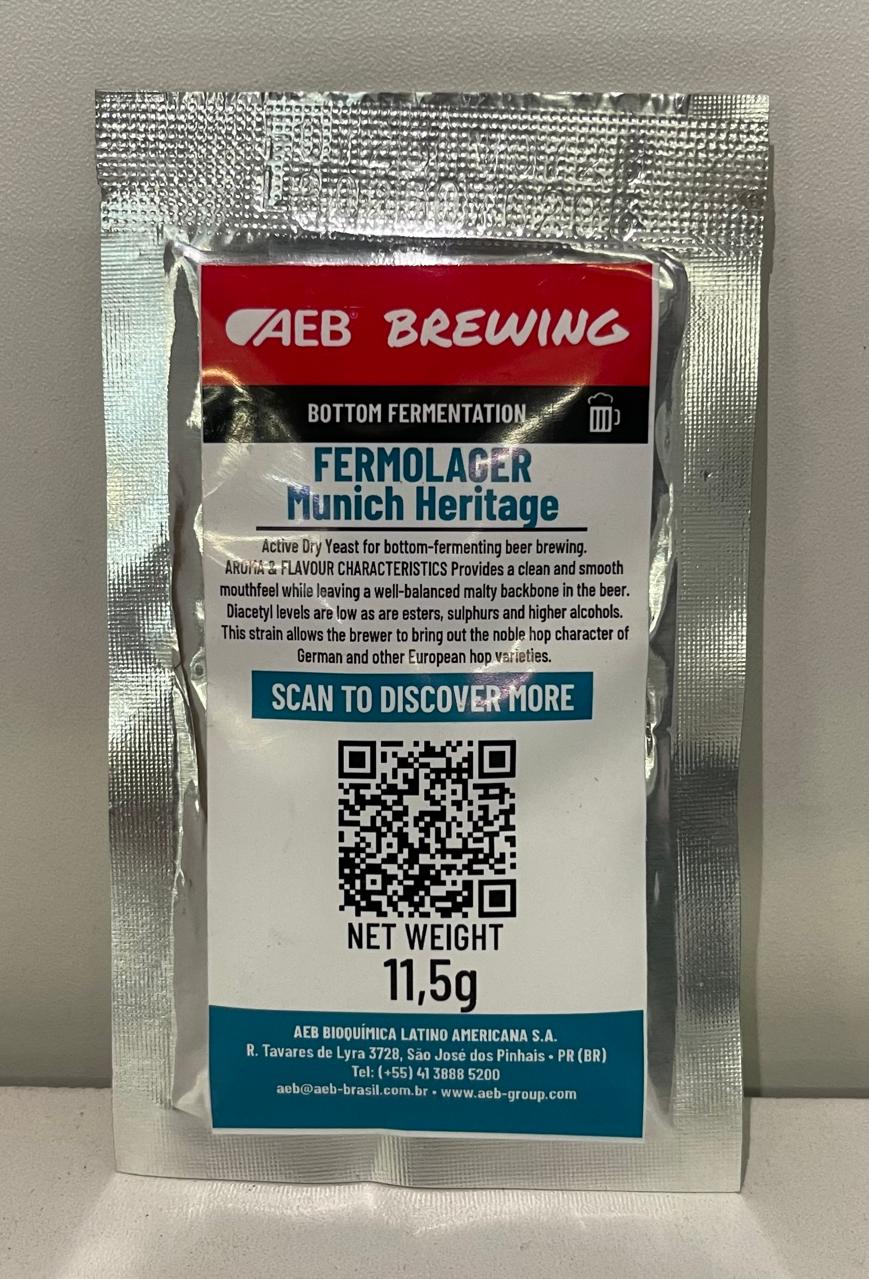 AEB® BREWING
BOTTOM FERMENTATION
FERMOLAGER
Munich Heritage
Active Dry Yeast for bottom-fermenting beer brewing.
AROMA & FLAVOUR CHARACTERISTICS Provides a clean and smooth
mouthfeel while leaving a well-balanced malty backbone in the beer.
Diacetyl levels are low as are esters, sulphurs and higher alcohols.
This strain allows the brewer to bring out the noble hop character of
German and other European hop varieties.
SCAN TO DISCOVER MORE
NET WEIGHT
11,5g
AEB BIOQUÍMICA LATINO AMERICANA S.A.
R. Tavares de Lyra 3728, São José dos Pinhais • PR (BR)
Tel: (+55) 41 3888 5200
aeb@aeb-brasil.com.br • www.aeb-group.com